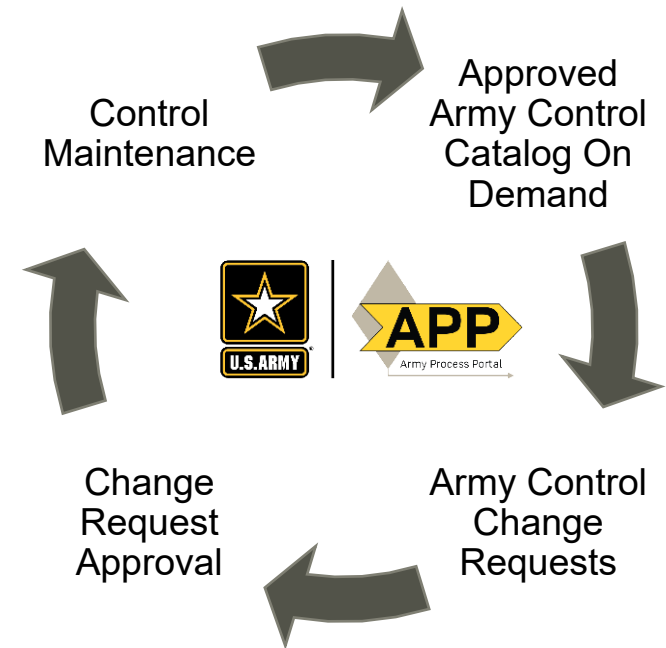 Control
Maintenance
Approved
Army Control
Catalog On
Demand
U.S.ARMY
APP
Army Process Portal
Change
Request
Approval
Army Control
Change
Requests